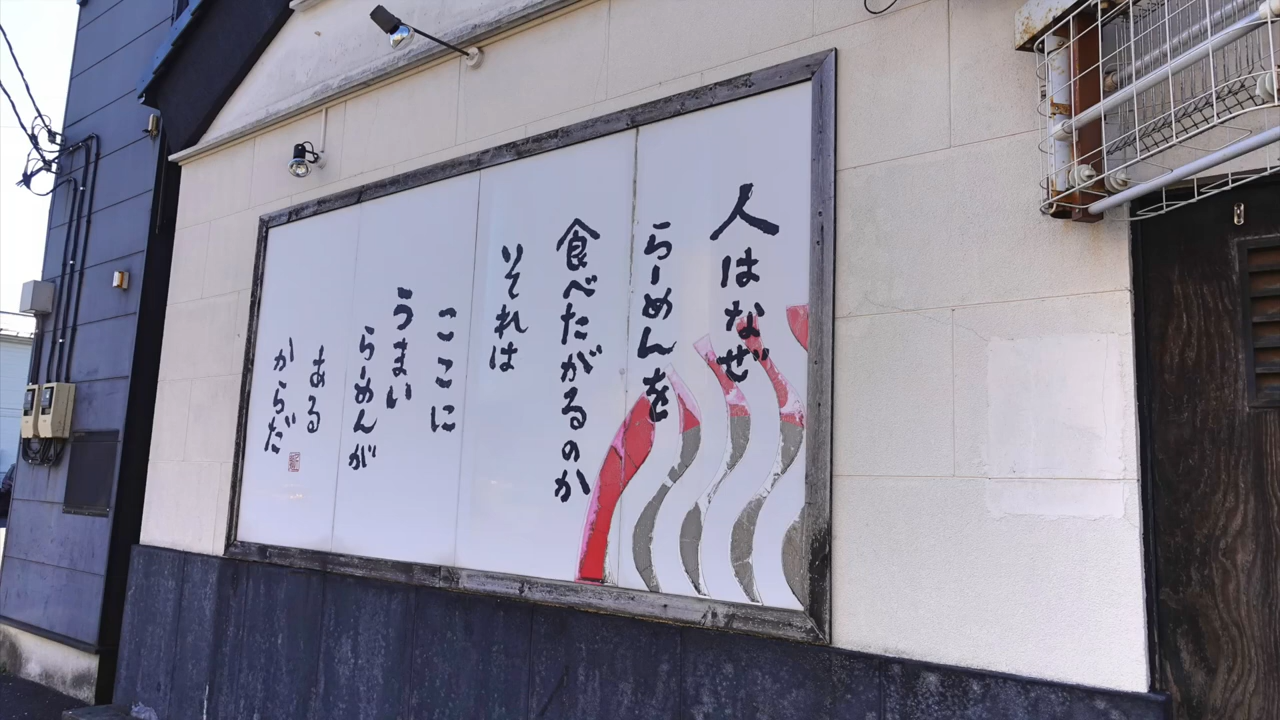 人はなぜ
らーめんを
食べたがるのか
いそれは
ここに
うまい
らーめんが
ある
からだ